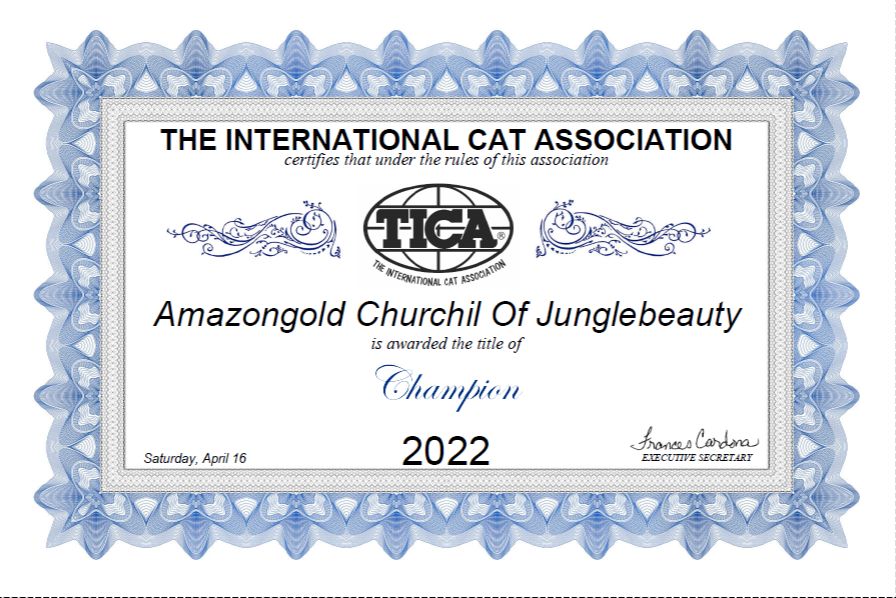 THE INTERNATIONAL CAT ASSOCIATION
certifies that under the rules of this association
TICA®
THE INTERNATIONAL CAT ASSOCIATION
Amazongold Churchil Of Junglebeauty
is awarded the title of
Champion
2022
Saturday, April 16
Frances Cardona
EXECUTIVE SECRETARY